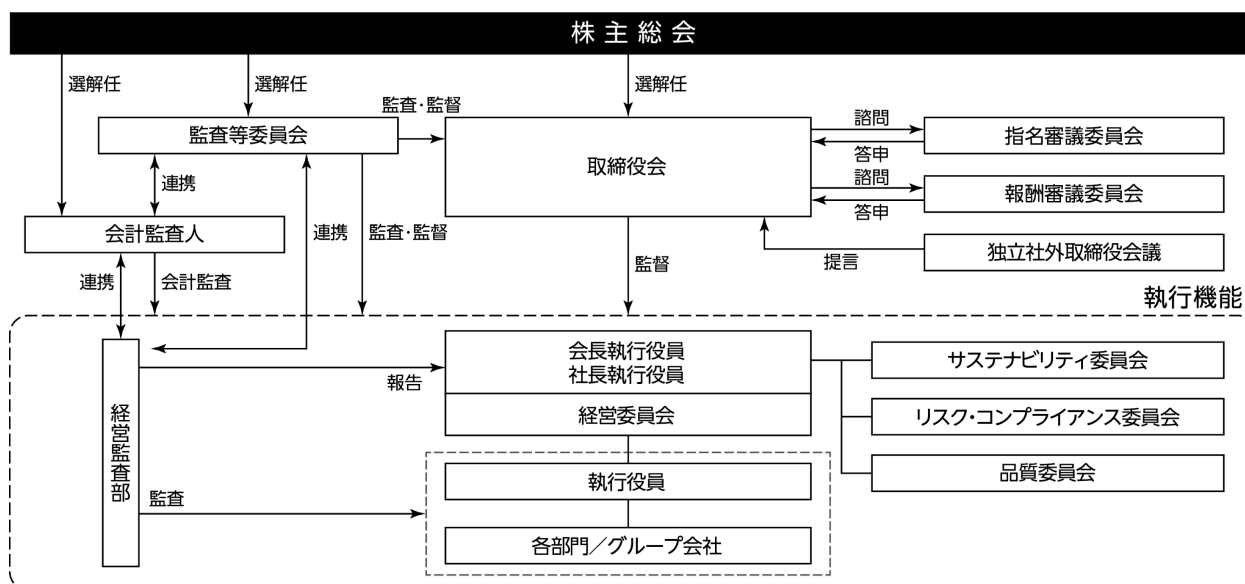 株主総会
選解任
選解任
選解任
監査・監督
監査等委員会
取締役会
諮問
答申
指名審議委員会
諮問
答申
報酬審議委員会
連携
会計監査人
連携
監査・監督
提言
独立社外取締役会議
連携
会計監査
監督
執行機能
会長執行役員
社長執行役員
報告
経営委員会
サステナビリティ委員会
リスク・コンプライアンス委員会
品質委員会
経営監査部
監査
執行役員
各部門／グループ会社